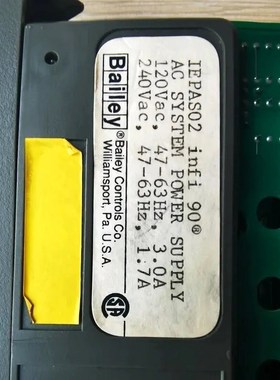 IEPAS02 infi 90®
AC SYSTEM POWER SUPPLY
120Vac, 47-63Hz, 3.0A
240Vac, 47-63Hz, 1.7A
Bailey
®Bailey Controls Co.
Williamsport, Pa. U.S.A.
SA